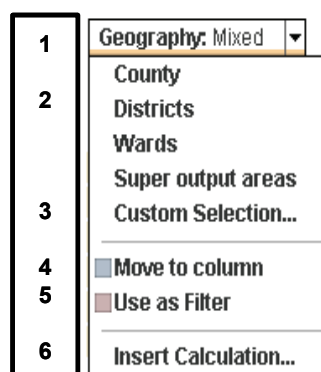 1 Geography: Mixed
County
2 Districts
Wards
Super output areas
3 Custom Selection...
4 Move to column
5 Use as Filter
6 Insert Calculation...